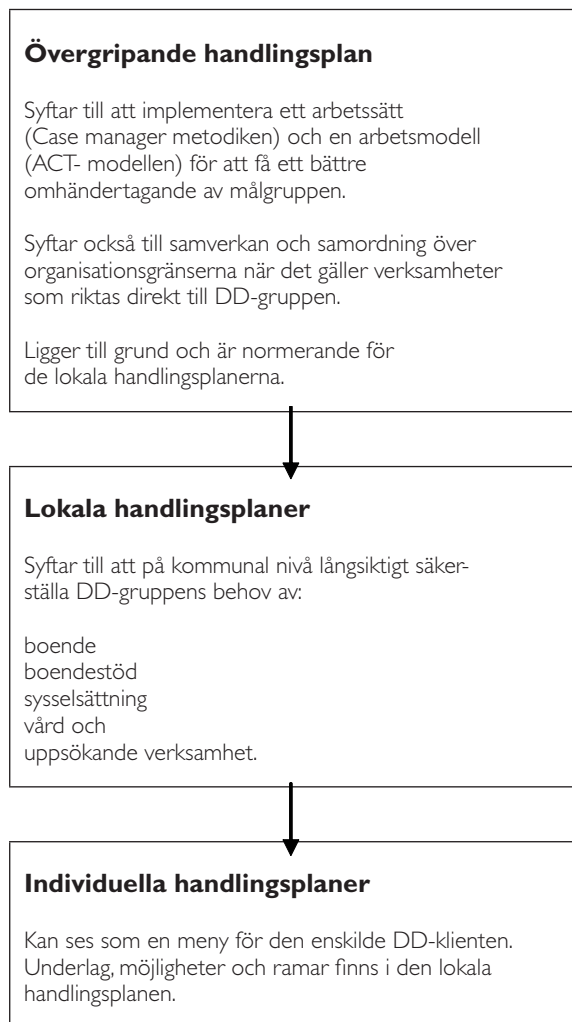 Övergripande handlingsplan
Syftar till att implementera ett arbetssätt
(Case manager metodiken) och en arbetsmodell
(ACT- modellen) för att få ett bättre
omhändertagande av målgruppen.
Syftar också till samverkan och samordning över
organisationsgränserna när det gäller verksamheter
som riktas direkt till DD-gruppen.
Ligger till grund och är normerande för
de lokala handlingsplanerna.
Lokala handlingsplaner
Syftar till att på kommunal nivå långsiktigt säker-
ställa DD-gruppens behov av:
boende
boendestöd
sysselsättning
vård och
uppsökande verksamhet.
Individuella handlingsplaner
Kan ses som en meny för den enskilde DD-klienten.
Underlag, möjligheter och ramar finns i den lokala
handlingsplanen.